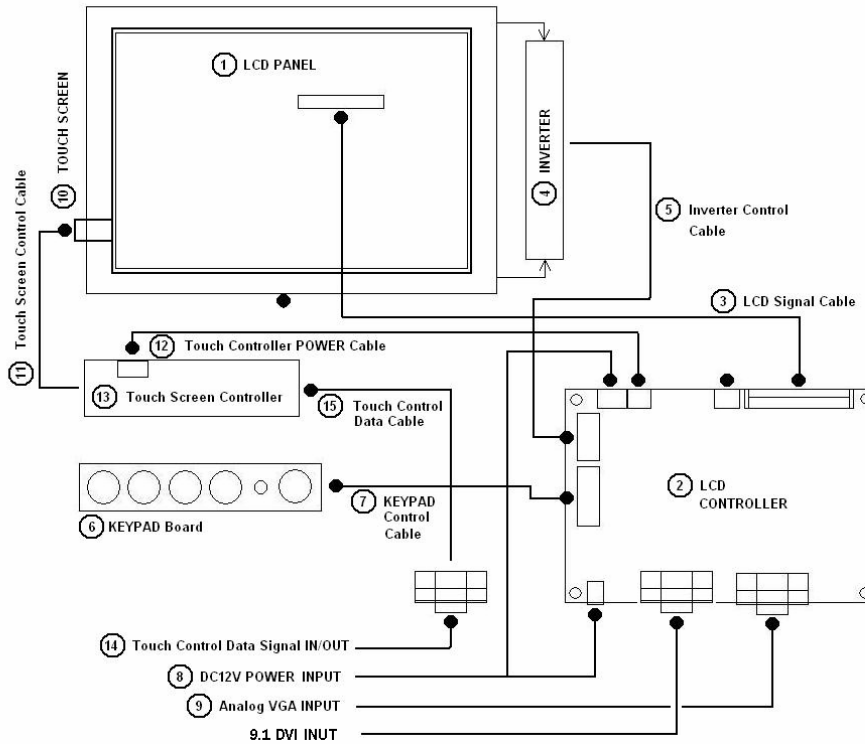 1 LCD PANEL
10 TOUCH SCREEN
4 INVERTER
5 Inverter Control
Cable
11 Touch Screen Control Cable
3 LCD Signal Cable
12 Touch Controller POWER Cable
13 Touch Screen Controller
15 Touch Control
Data Cable
2 LCD
CONTROLLER
7 KEYPAD
Control
Cable
6 KEYPAD Board
14 Touch Control Data Signal IN/OUT
8 DC12V POWER INPUT
9 Analog VGA INPUT
9.1 DVI INUT